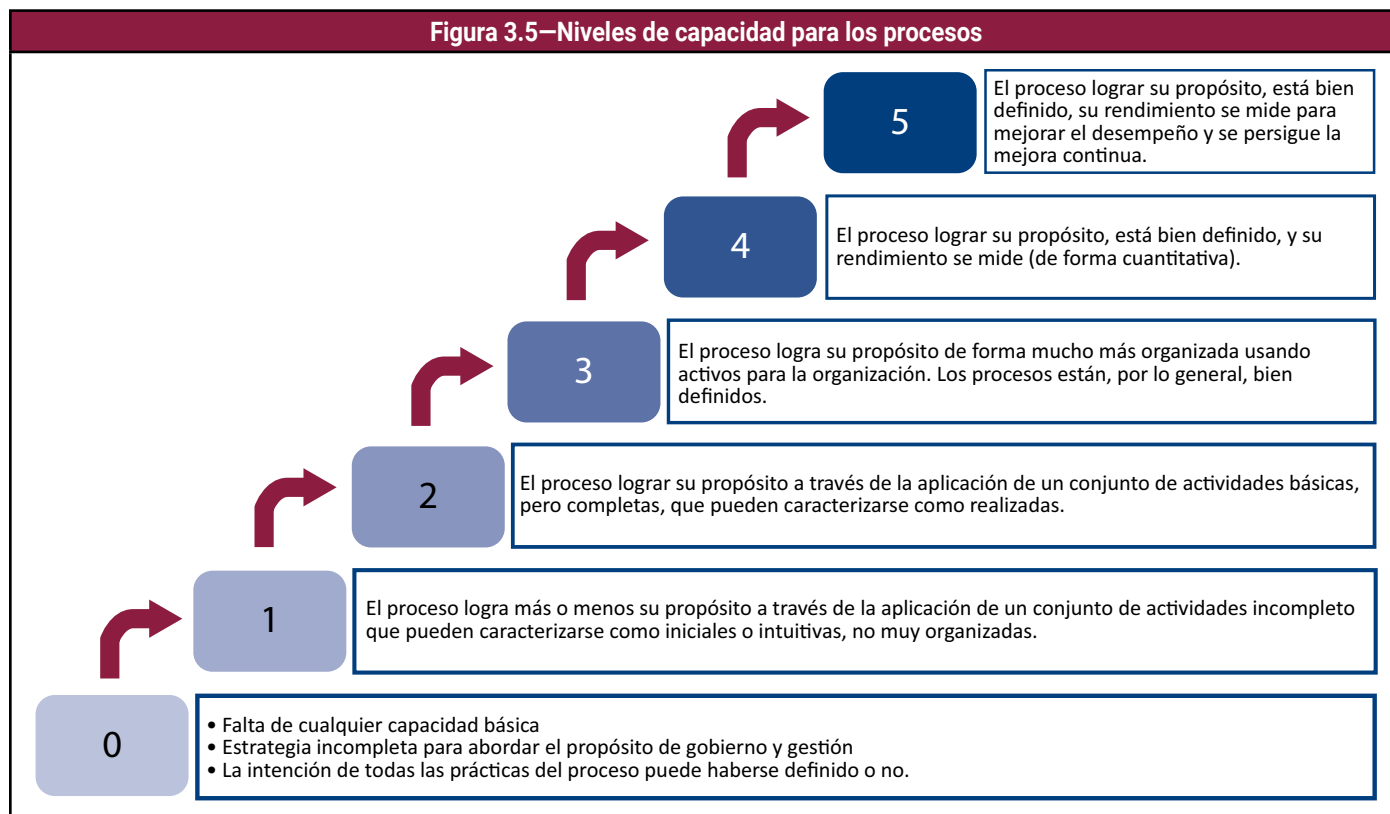 Figura 3.5—Niveles de capacidad para los procesos
5
El proceso lograr su propósito, está bien
definido, su rendimiento se mide para
mejorar el desempeño y se persigue la
mejora continua.
4
El proceso lograr su propósito, está bien definido, y su
rendimiento se mide (de forma cuantitativa).
3
El proceso logra su propósito de forma mucho más organizada usando
activos para la organización. Los procesos están, por lo general, bien
definidos.
2
El proceso lograr su propósito a través de la aplicación de un conjunto de actividades básicas,
pero completas, que pueden caracterizarse como realizadas.
1
El proceso logra más o menos su propósito a través de la aplicación de un conjunto de actividades incompleto
que pueden caracterizarse como iniciales o intuitivas, no muy organizadas.
0
• Falta de cualquier capacidad básica
• Estrategia incompleta para abordar el propósito de gobierno y gestión
• La intención de todas las prácticas del proceso puede haberse definido o no.